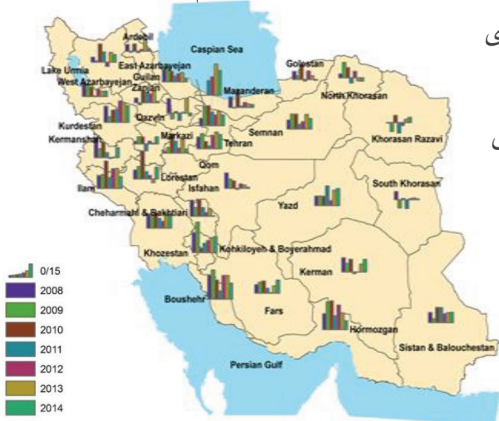 Ardebil
Caspian Sea
East Azarbayejan
Golestan
Lake Urmia
West Azarbayejan
Guilan
Zanjan
Mazanderan
North Khorasan
Kurdestan
Qazvin
Semnan
Kermanshah
Markazi
Tehran
Khorasan Razavi
Qom
Ilam
Lorestan
Isfahan
South Khorasan
Yazd
Cheharmahl & Bakhtiari
Khozestan
Kohkiloyeh & Boyerahmad
Kerman
Boushehr
Fars
Hormozgan
Sistan & Balouchestan
Persian Gulf
0/15
2008
2009
2010
2011
2012
2013
2014